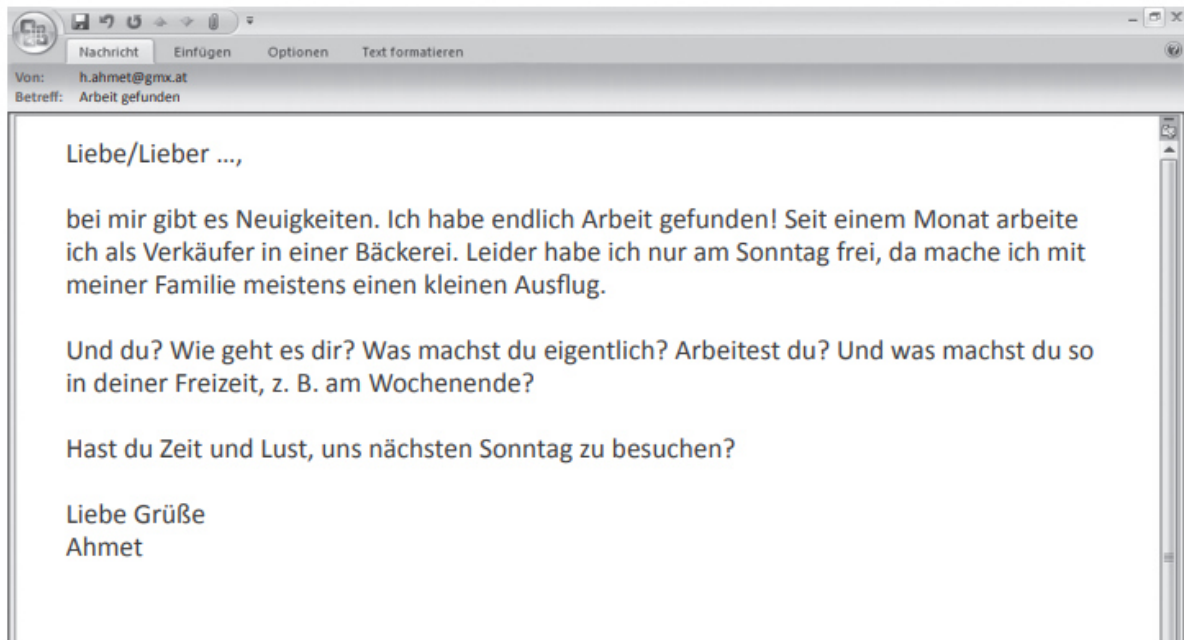 Nachricht Einfügen Optionen Text formatieren
Von: h.ahmet@gmx.at
Betreff: Arbeit gefunden
Liebe/Lieber ...,
bei mir gibt es Neuigkeiten. Ich habe endlich Arbeit gefunden! Seit einem Monat arbeite
ich als Verkäufer in einer Bäckerei. Leider habe ich nur am Sonntag frei, da mache ich mit
meiner Familie meistens einen kleinen Ausflug.
Und du? Wie geht es dir? Was machst du eigentlich? Arbeitest du? Und was machst du so
in deiner Freizeit, z. B. am Wochenende?
Hast du Zeit und Lust, uns nächsten Sonntag zu besuchen?
Liebe Grüße
Ahmet